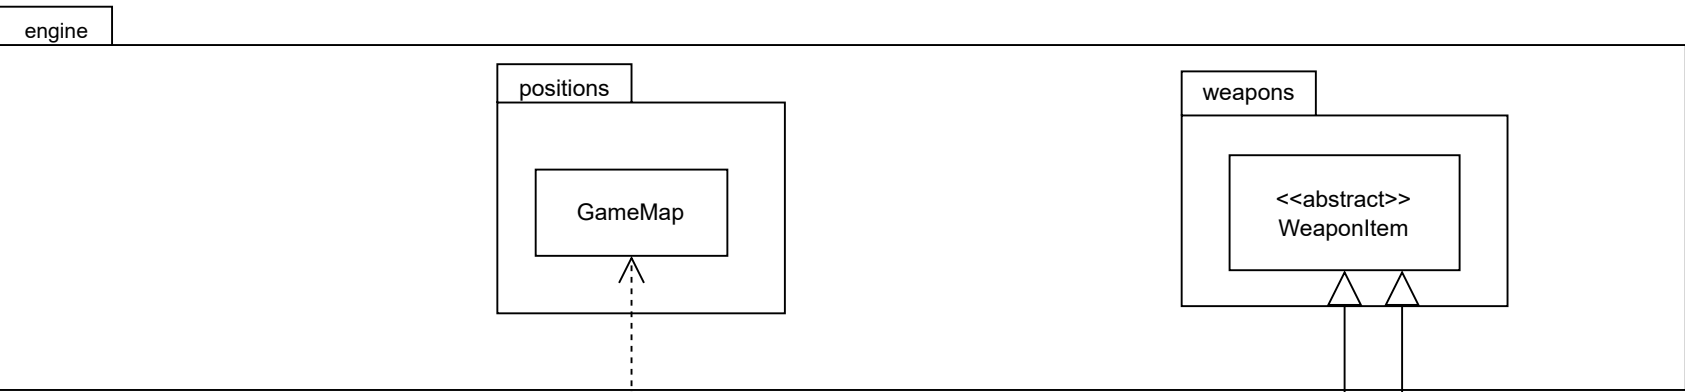 engine
positions
weapons
GameMap
<<abstract>>
WeaponItem